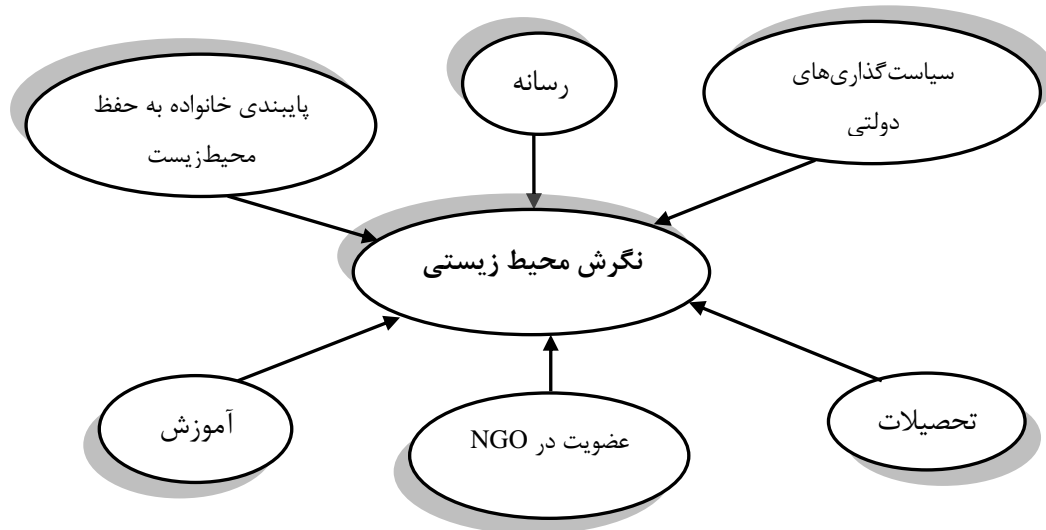 سیاست‌گذاری‌های
دولتی
رسانه
پایبندی خانواده به حفظ
محیط‌زیست
نگرش محیط زیستی
تحصیلات
عضویت در NGO
آموزش